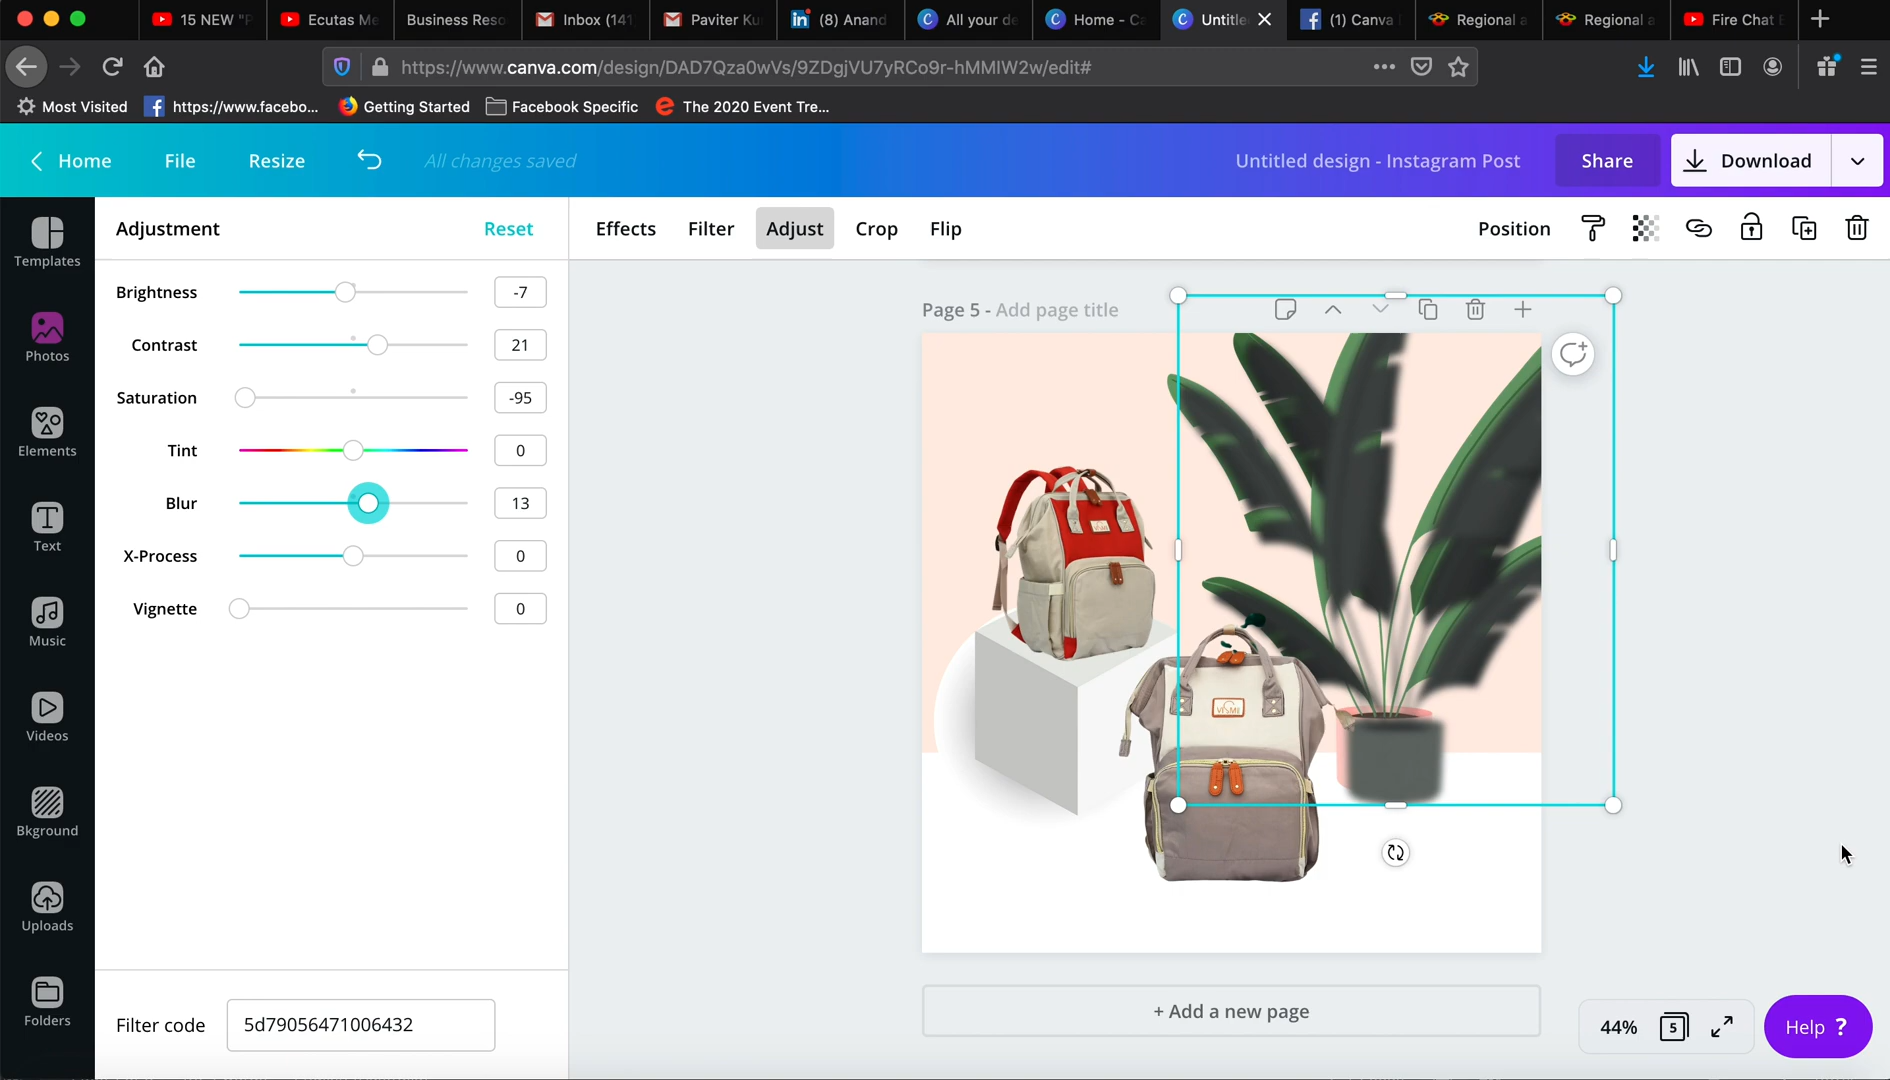 15 NEW "P
Ecutas Me
Business Reso
Inbox (141
Paviter Ku
(8) Anand
All your de
Home - Ca
Untitle
(1) Canva
Regional a
Regional a
Fire Chat E
https://www.canva.com/design/DAD7Qza0wVs/9ZDgjVU7yRCo9r-hMMIW2w/edit#
Most Visited
https://www.facebo...
Getting Started
Facebook Specific
The 2020 Event Tre...
Home
File
Resize
All changes saved
Untitled design - Instagram Post
Share
Download
Templates
Photos
Elements
Text
Music
Videos
Bkground
Uploads
Folders
Adjustment
Reset
Effects
Filter
Adjust
Crop
Flip
Position
Brightness -7
Contrast 21
Saturation -95
Tint 0
Blur 13
X-Process 0
Vignette 0
Filter code 5d79056471006432
Page 5 - Add page title
+ Add a new page
44%
5
Help ?